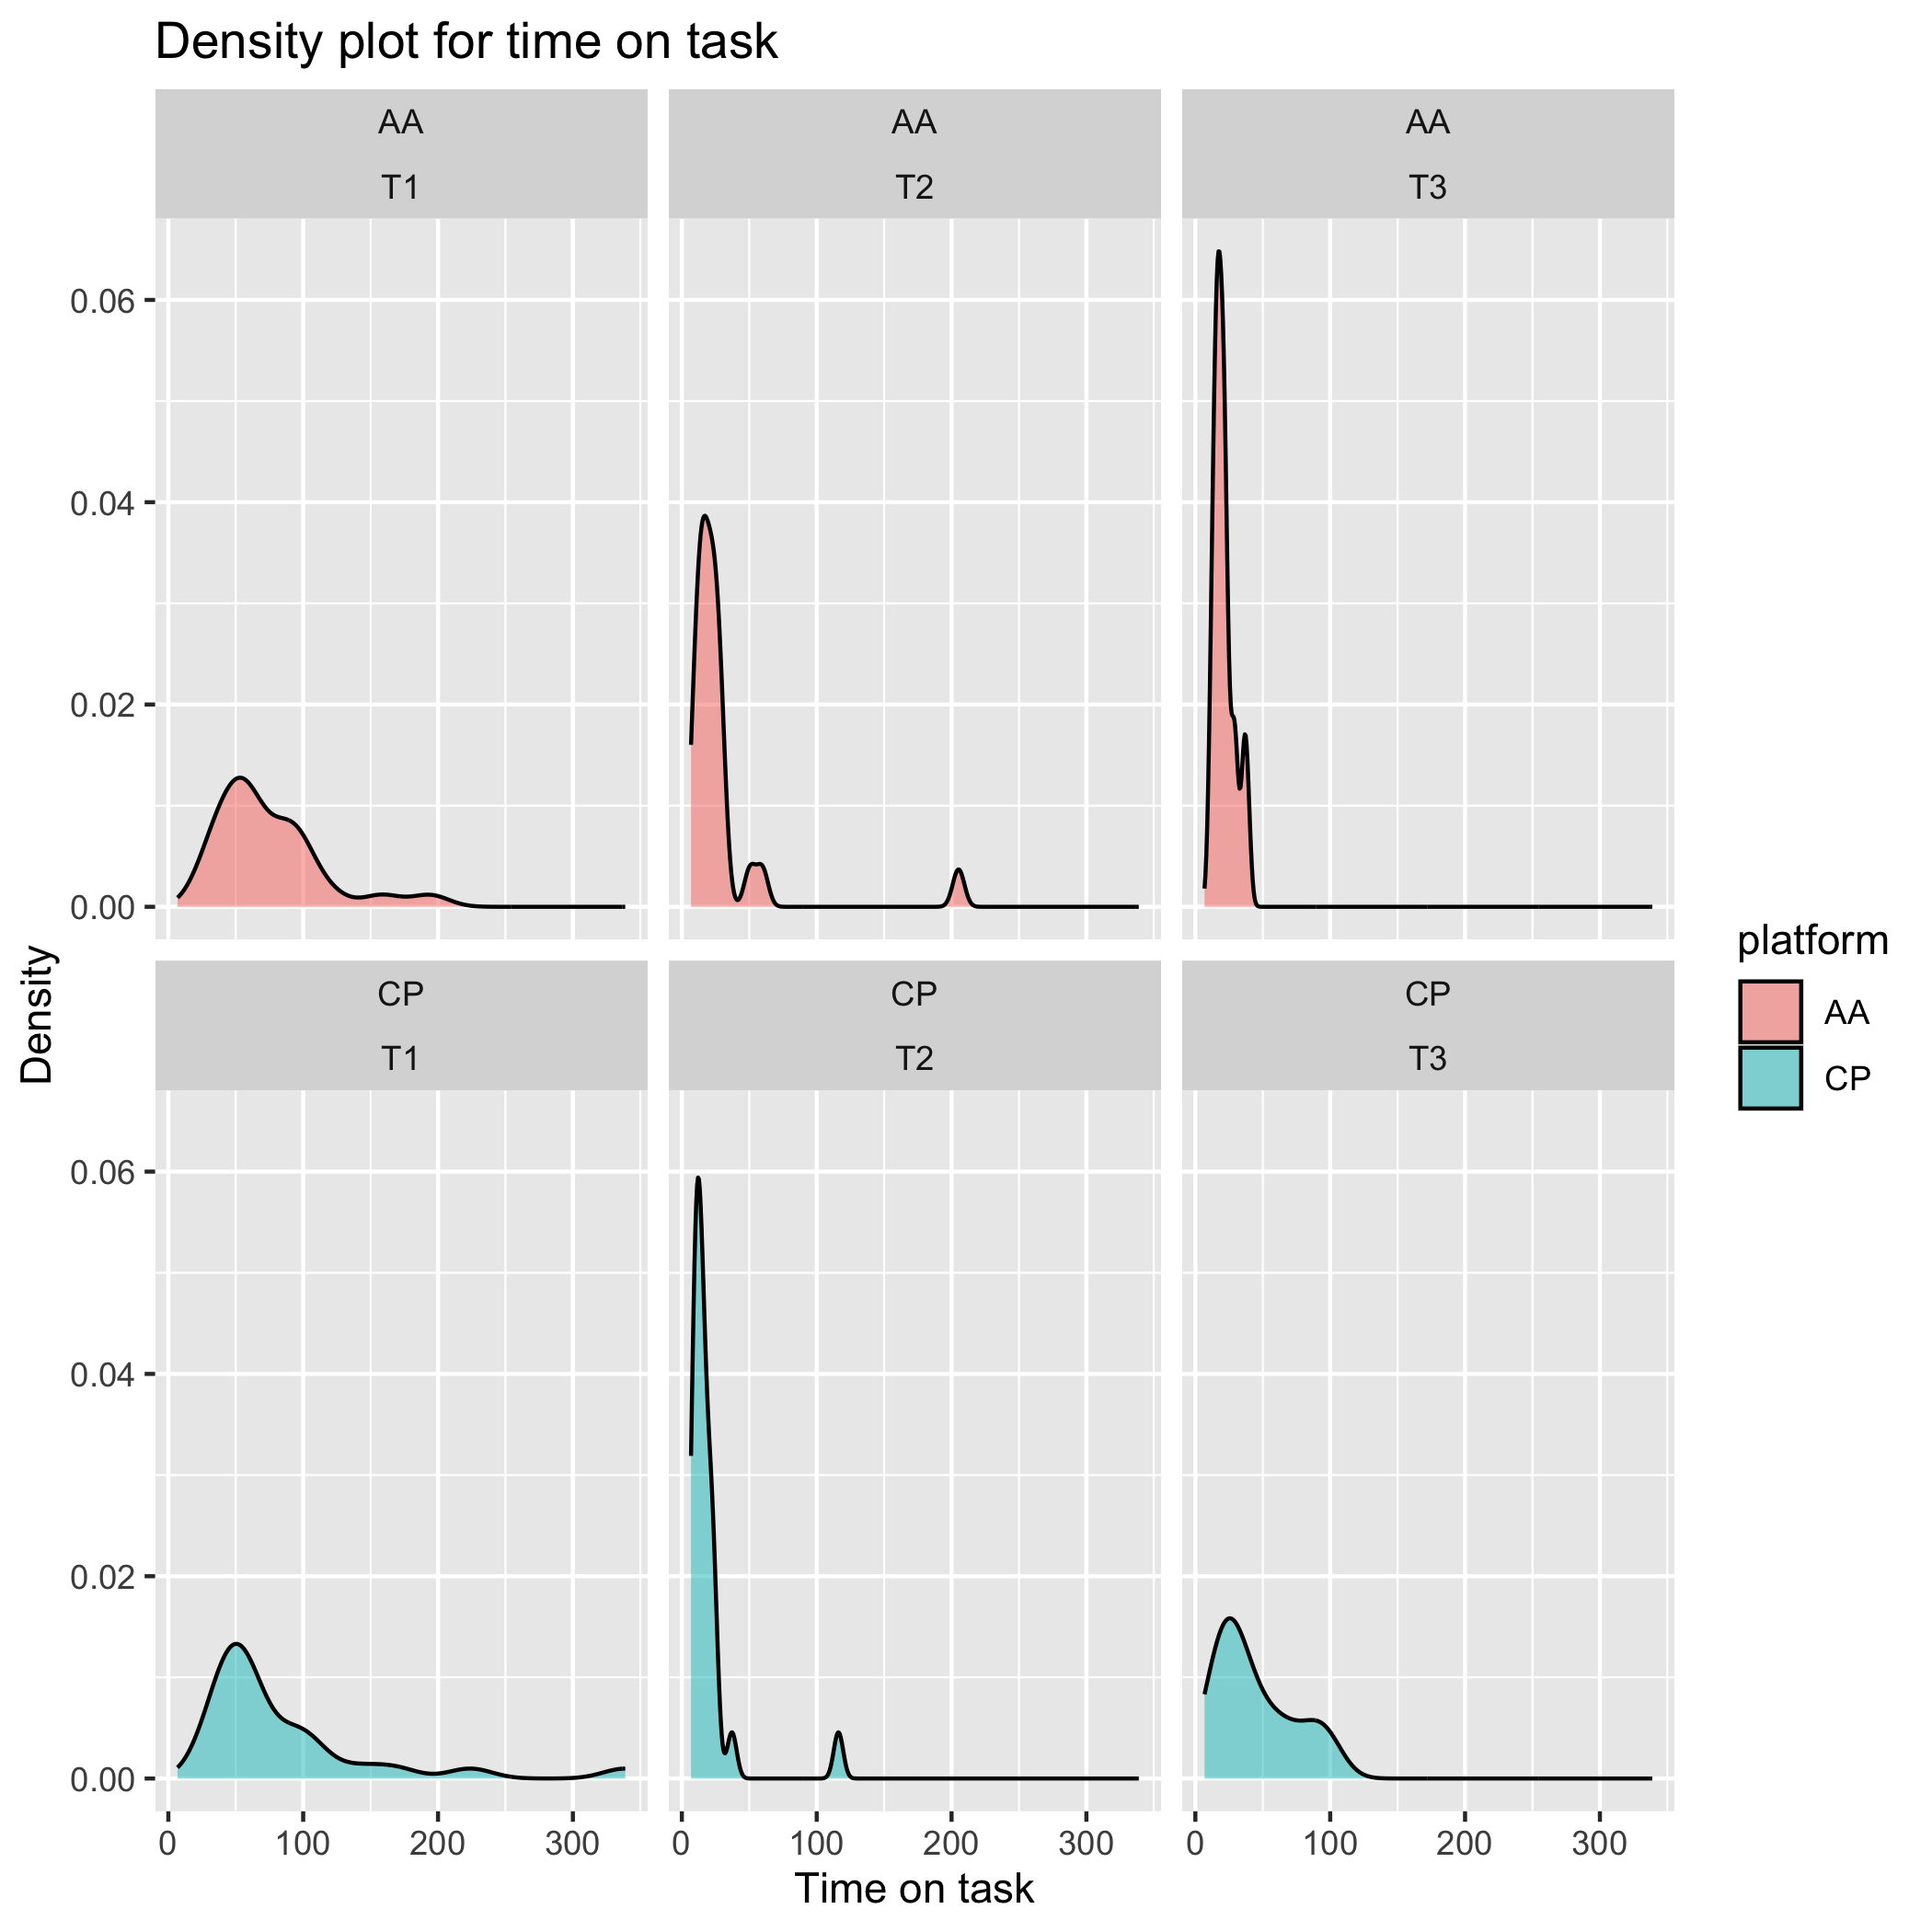 Density plot for time on task
AA
T1
AA
T2
AA
T3
0.06
0.04
0.02
0.00
CP
T1
CP
T2
CP
T3
0.06
0.04
0.02
0.00
0
100
200
300
0
100
200
300
0
100
200
300
Time on task
Density
platform
AA
CP